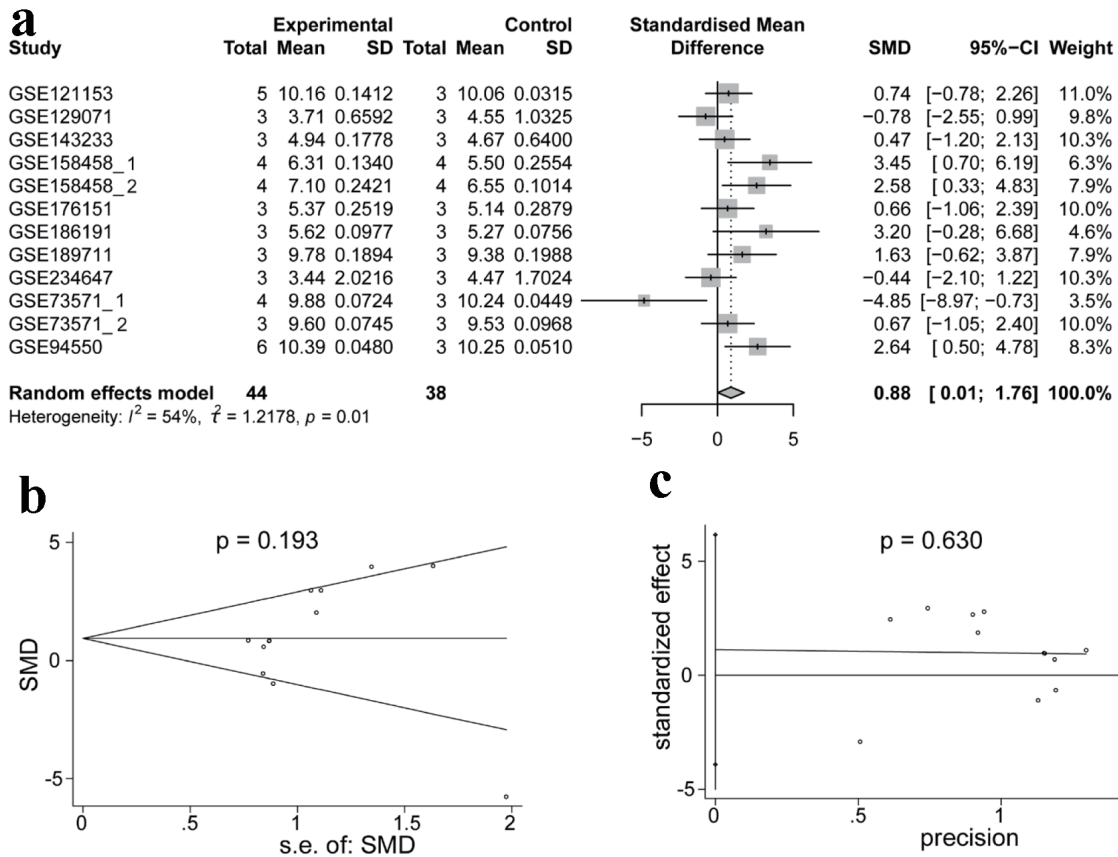 a
Experimental Control Standardised Mean
Study Total Mean SD Total Mean SD Difference SMD 95%−CI Weight
GSE121153 5 10.16 0.1412 3 10.06 0.0315 0.74 [−0.78; 2.26] 11.0%
GSE129071 3 3.71 0.6592 3 4.55 1.0325 −0.78 [−2.55; 0.99] 9.8%
GSE143233 3 4.94 0.1778 3 4.67 0.6400 0.47 [−1.20; 2.13] 10.3%
GSE158458_1 4 6.31 0.1340 4 5.50 0.2554 3.45 [ 0.70; 6.19] 6.3%
GSE158458_2 4 7.10 0.2421 4 6.55 0.1014 2.58 [ 0.33; 4.83] 7.9%
GSE176151 3 5.37 0.2519 3 5.14 0.2879 0.66 [−1.06; 2.39] 10.0%
GSE186191 3 5.62 0.0977 3 5.27 0.0756 3.20 [−0.28; 6.68] 4.6%
GSE189711 3 9.78 0.1894 3 9.38 0.1988 1.63 [−0.62; 3.87] 7.9%
GSE234647 3 3.44 2.0216 3 4.47 1.7024 −0.44 [−2.10; 1.22] 10.3%
GSE73571_1 4 9.88 0.0724 3 10.24 0.0449 −4.85 [−8.97; −0.73] 3.5%
GSE73571_2 3 9.60 0.0745 3 9.53 0.0968 0.67 [−1.05; 2.40] 10.0%
GSE94550 6 10.39 0.0480 3 10.25 0.0510 2.64 [ 0.50; 4.78] 8.3%
Random effects model 44 38 0.88 [ 0.01; 1.76] 100.0%
Heterogeneity: I² = 54%, τ² = 1.2178, p = 0.01
−5 0 5
b
p = 0.193
5
0
-5
SMD
0 .5 1 1.5 2
s.e. of: SMD
c
p = 0.630
5
0
-5
standardized effect
0 .5 1
precision